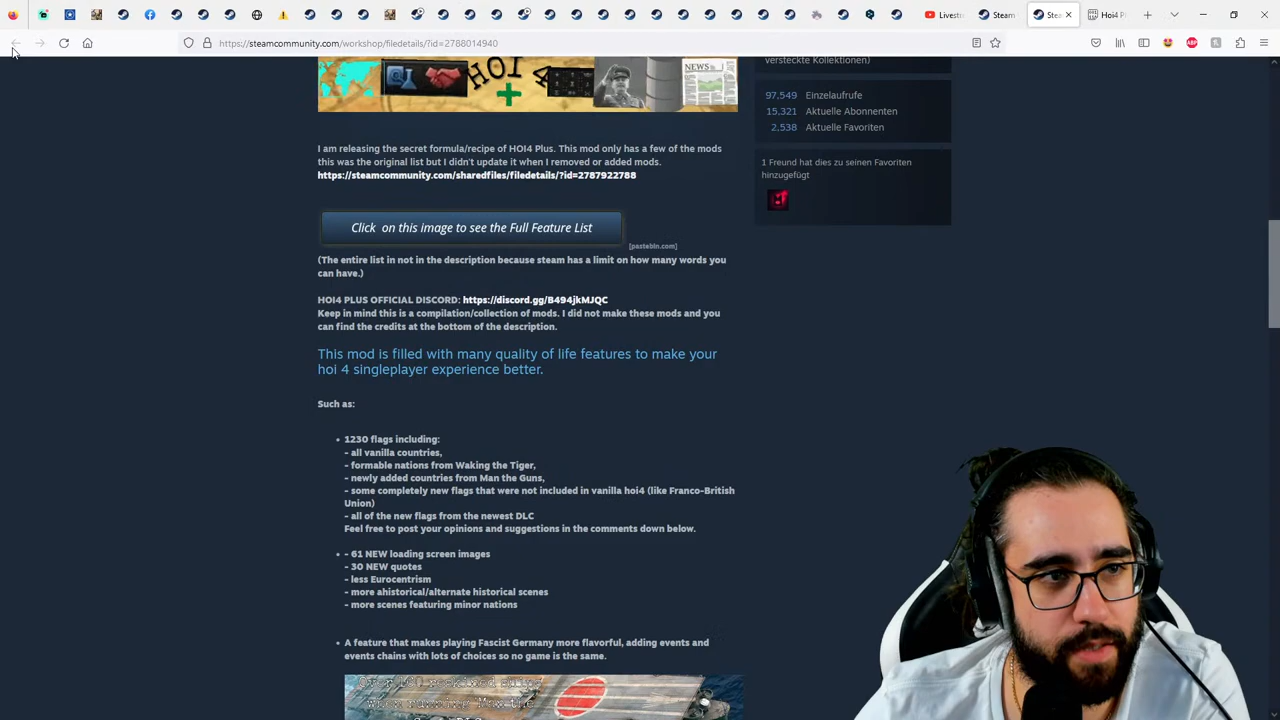 Livestr
Steam
Stea
HoI4 Pl
https://steamcommunity.com/workshop/filedetails/?id=2788014940
HOI 4
NEWS
versteckte Kollektionen)
97,549 Einzelaufrufe
15,321 Aktuelle Abonnenten
2,538 Aktuelle Favoriten
1 Freund hat dies zu seinen Favoriten
hinzugefügt
I am releasing the secret formula/recipe of HOI4 Plus. This mod only has a few of the mods
this was the original list but I didn't update it when I removed or added mods.
https://steamcommunity.com/sharedfiles/filedetails/?id=2787922788
Click on this image to see the Full Feature List
[pastebin.com]
(The entire list in not in the description because steam has a limit on how many words you
can have.)
HOI4 PLUS OFFICIAL DISCORD: https://discord.gg/B494jkMJQC
Keep in mind this is a compilation/collection of mods. I did not make these mods and you
can find the credits at the bottom of the description.
This mod is filled with many quality of life features to make your
hoi 4 singleplayer experience better.
Such as:
• 1230 flags including:
- all vanilla countries,
- formable nations from Waking the Tiger,
- newly added countries from Man the Guns,
- some completely new flags that were not included in vanilla hoi4 (like Franco-British
Union)
- all of the new flags from the newest DLC
Feel free to post your opinions and suggestions in the comments down below.
• - 61 NEW loading screen images
- 30 NEW quotes
- less Eurocentrism
- more ahistorical/alternate historical scenes
- more scenes featuring minor nations
• A feature that makes playing Fascist Germany more flavorful, adding events and
events chains with lots of choices so no game is the same.